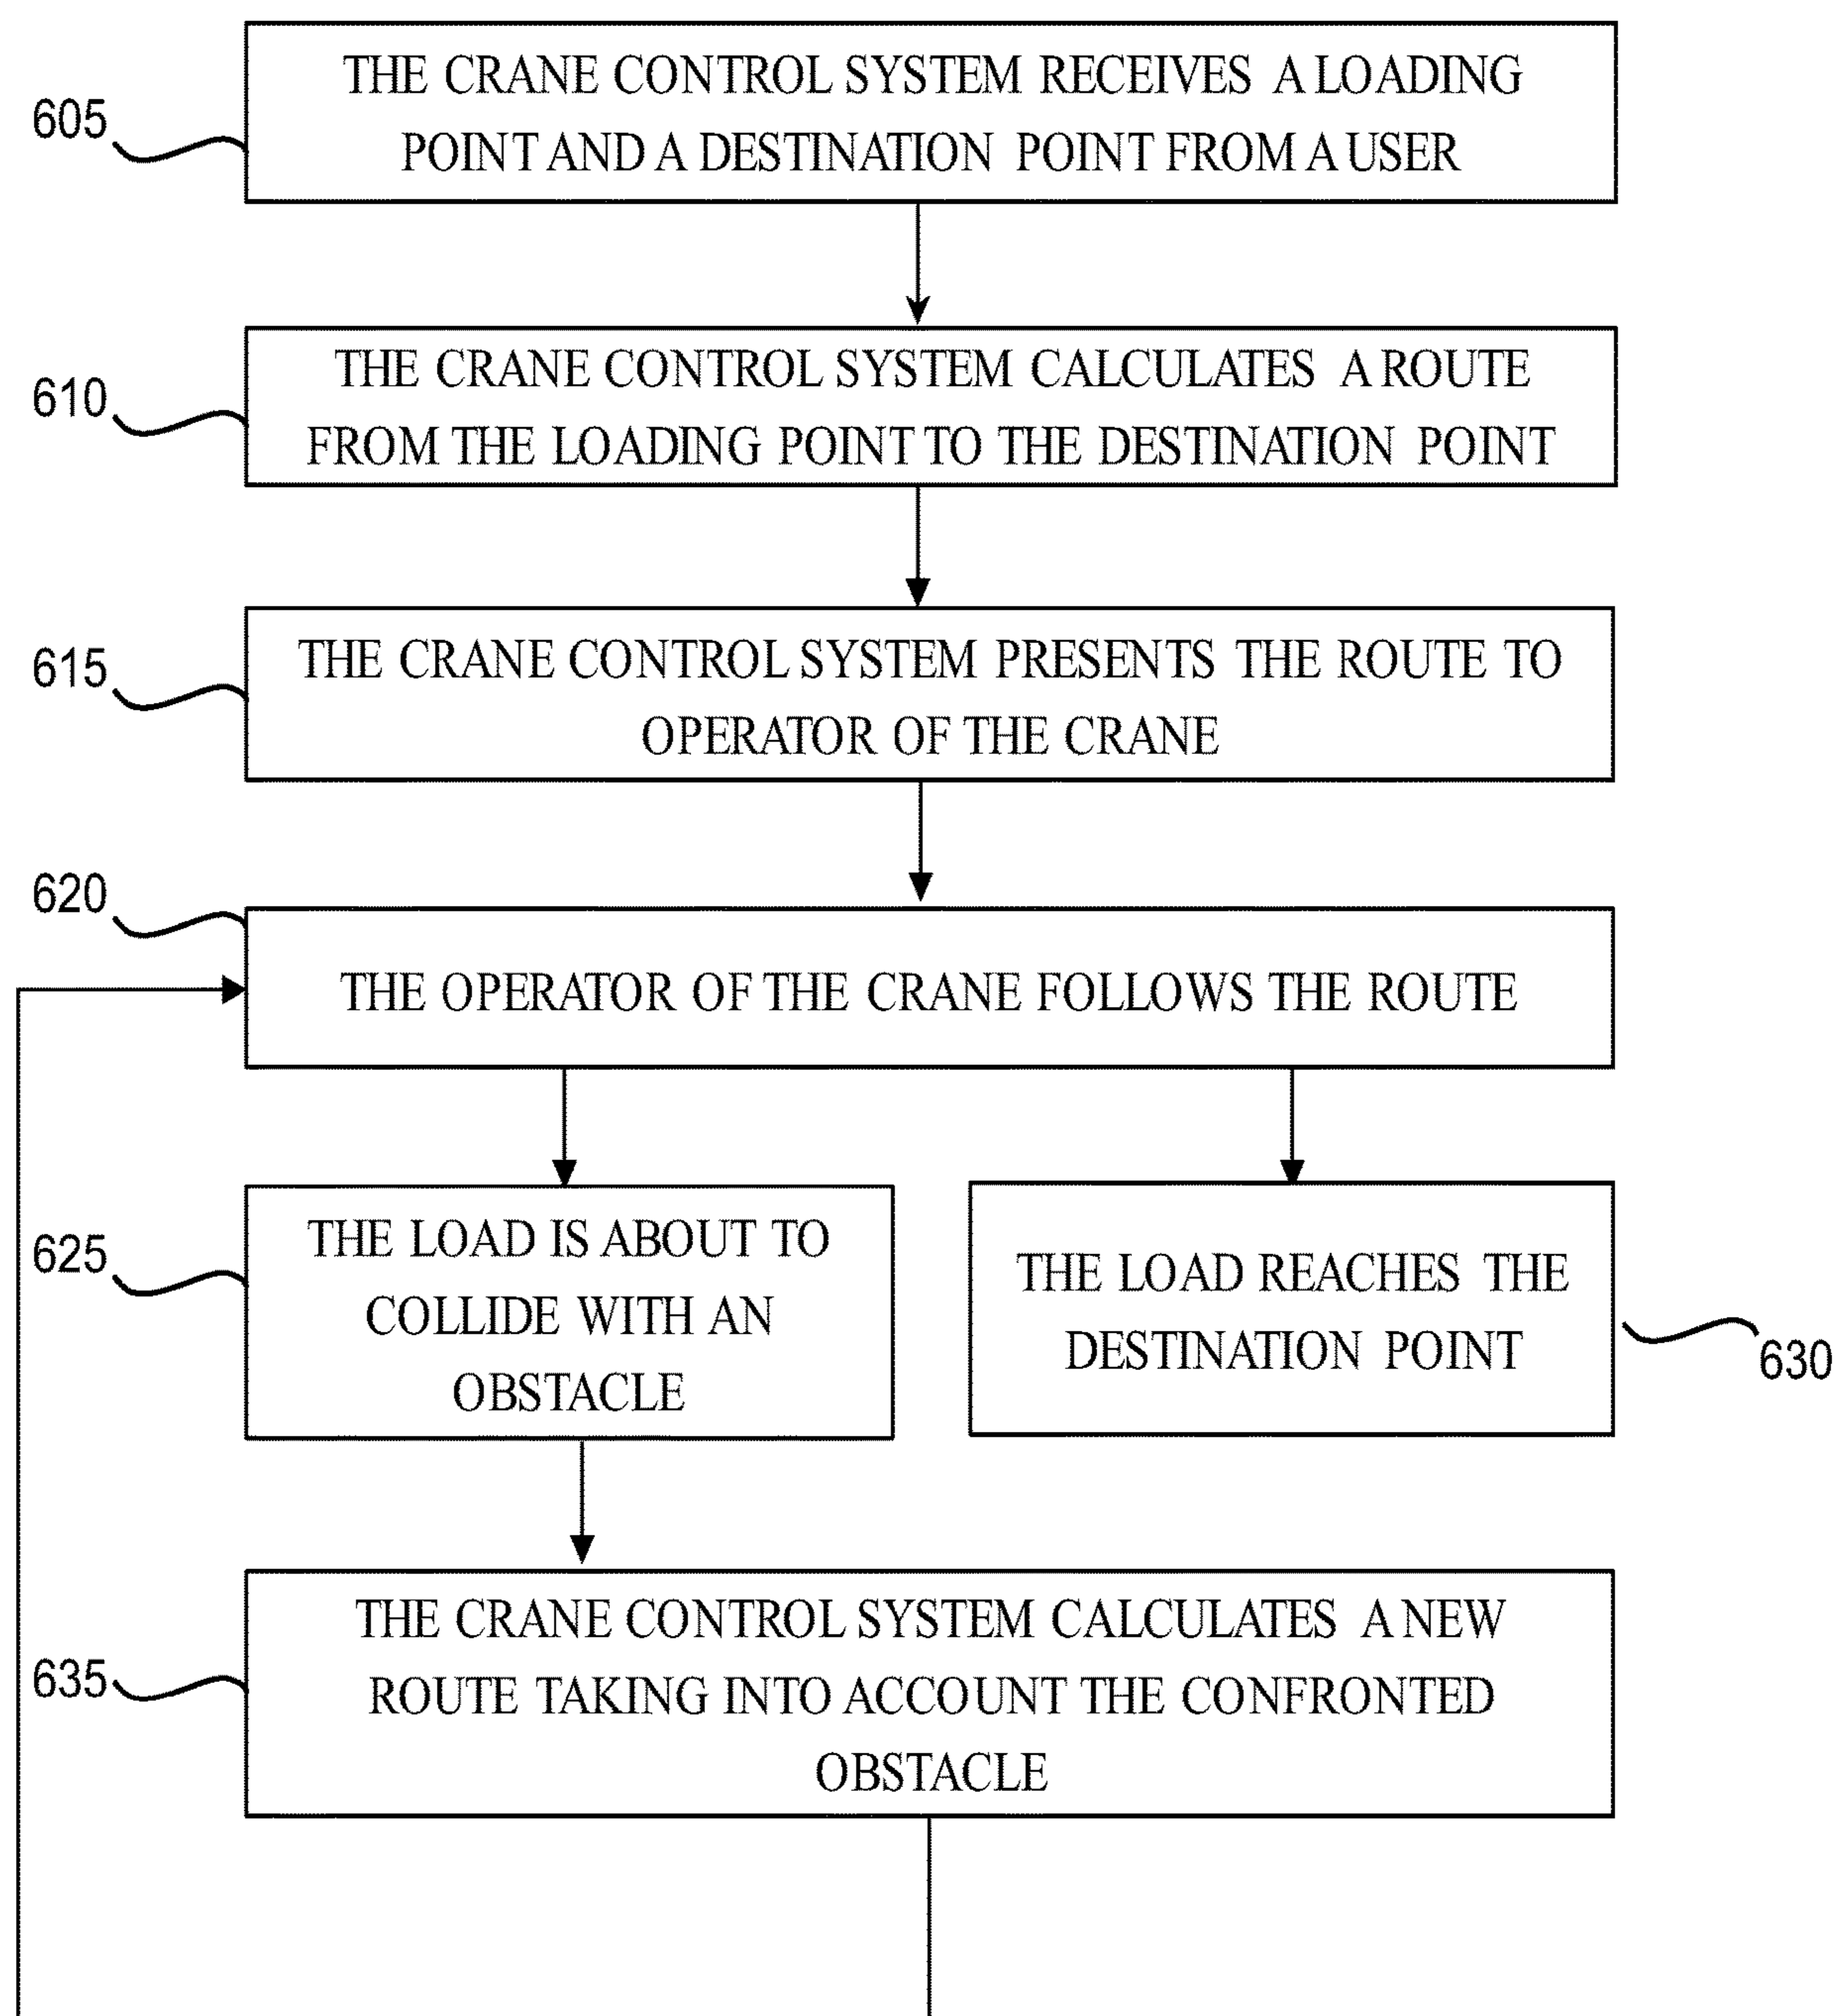 605
THE CRANE CONTROL SYSTEM RECEIVES A LOADING
POINT AND A DESTINATION POINT FROM A USER
610
THE CRANE CONTROL SYSTEM CALCULATES A ROUTE
FROM THE LOADING POINT TO THE DESTINATION POINT
615
THE CRANE CONTROL SYSTEM PRESENTS THE ROUTE TO
OPERATOR OF THE CRANE
620
THE OPERATOR OF THE CRANE FOLLOWS THE ROUTE
625
THE LOAD IS ABOUT TO
COLLIDE WITH AN
OBSTACLE
THE LOAD REACHES THE
DESTINATION POINT
630
635
THE CRANE CONTROL SYSTEM CALCULATES A NEW
ROUTE TAKING INTO ACCOUNT THE CONFRONTED
OBSTACLE